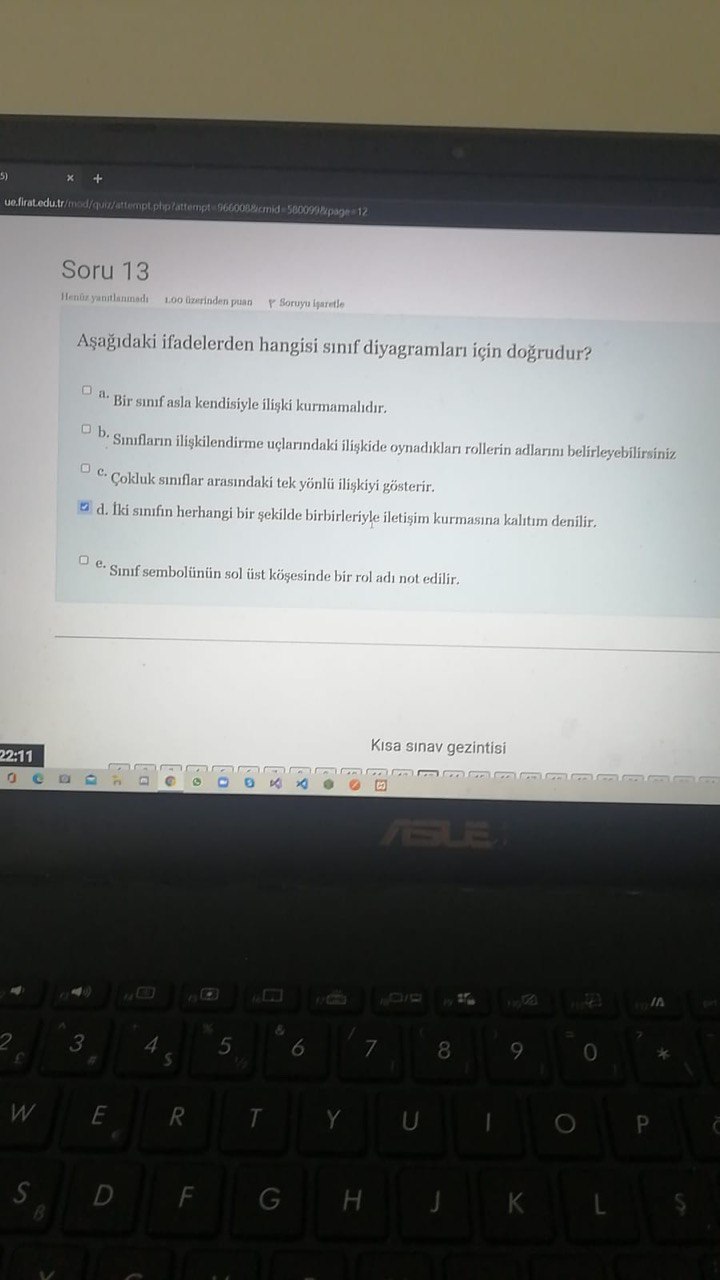 5) × +
ue.firat.edu.tr/mod/quiz/attempt.php?attempt=966008&cmid=580099&page=12
Soru 13
Henüz yanıtlanmadı 1.00 üzerinden puan Soruyu işaretle
Aşağıdaki ifadelerden hangisi sınıf diyagramları için doğrudur?
a. Bir sınıf asla kendisiyle ilişki kurmamalıdır.
b. Sınıfların ilişkilendirme uçlarındaki ilişkide oynadıkları rollerin adlarını belirleyebilirsiniz
c. Çokluk sınıflar arasındaki tek yönlü ilişkiyi gösterir.
d. İki sınıfın herhangi bir şekilde birbirleriyle iletişim kurmasına kalıtım denilir.
e. Sınıf sembolünün sol üst köşesinde bir rol adı not edilir.
Kısa sınav gezintisi
22:11
2 £ 3 ^ # 4 + $ 5 % 6 & 7 / 8 9 0 = * ?
W E € R T Y U I O P
S ß D F G H J K L Ş